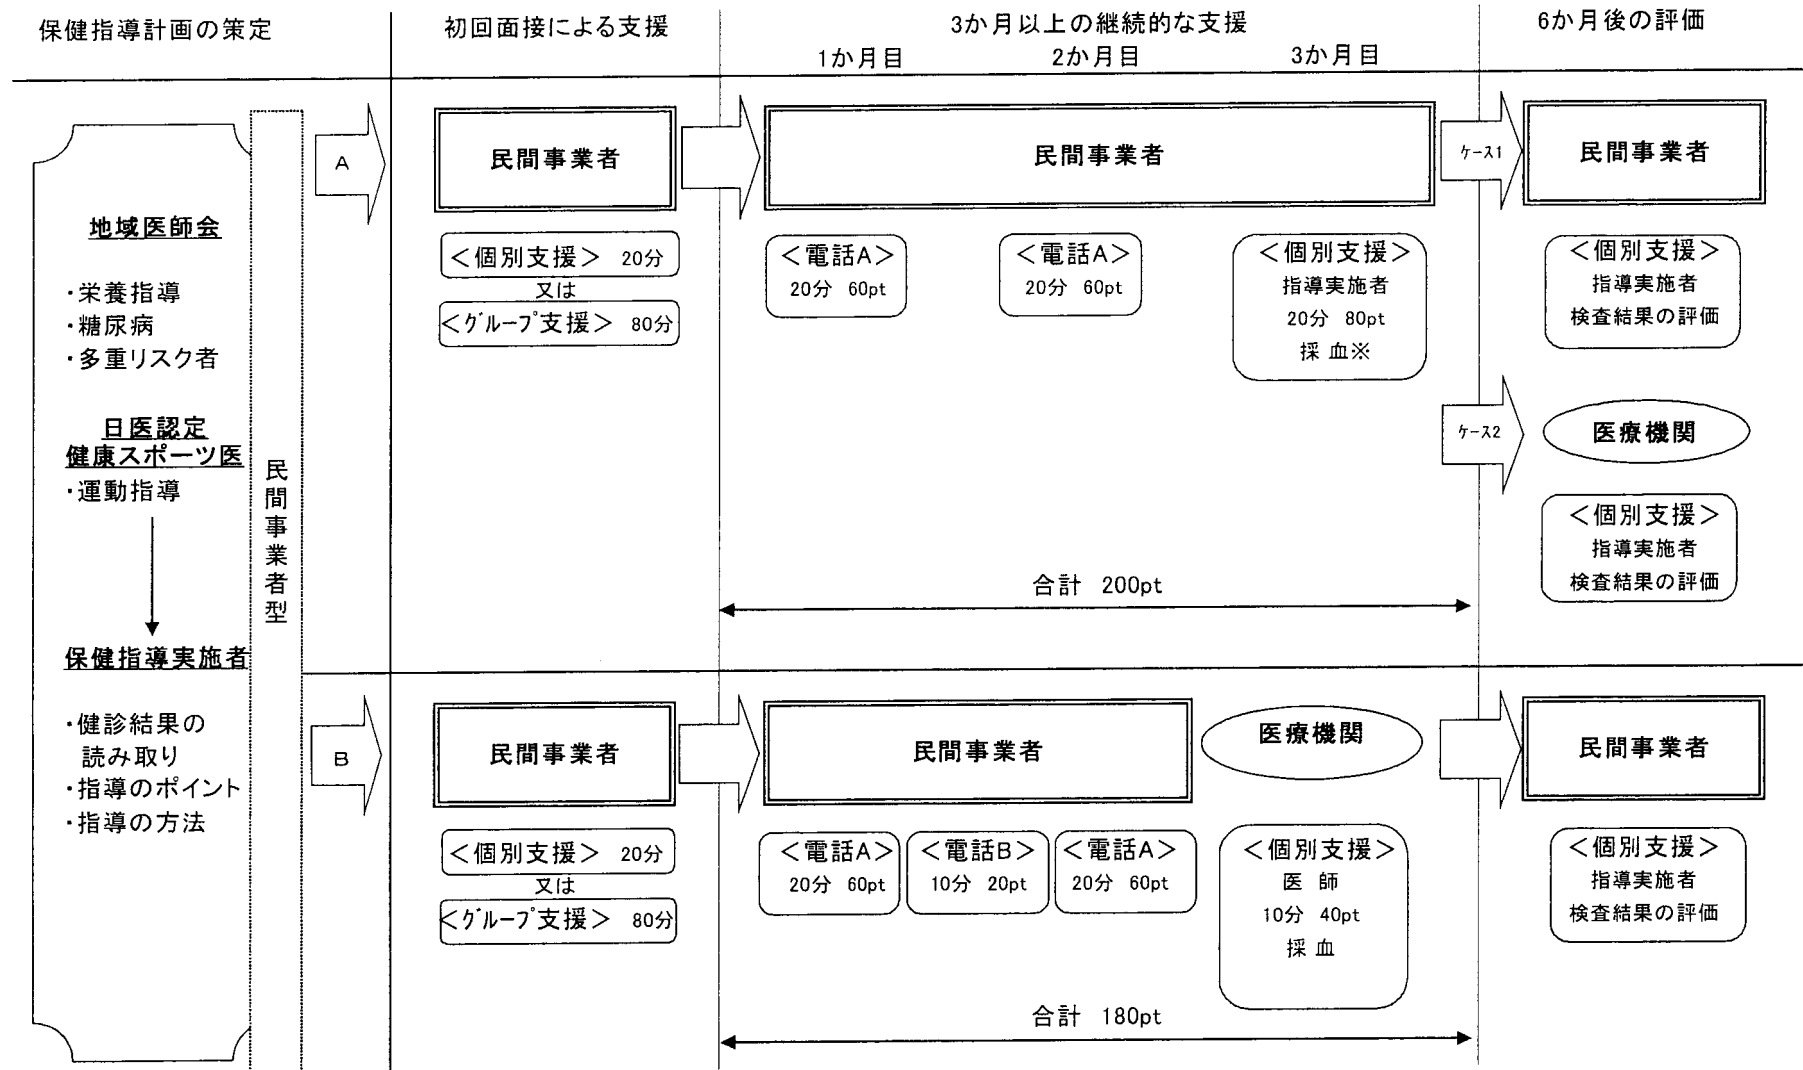 保健指導計画の策定
初回面接による支援
3か月以上の継続的な支援
6か月後の評価
1か月目
2か月目
3か月目
地域医師会
・栄養指導
・糖尿病
・多重リスク者
日医認定
健康スポーツ医
・運動指導
保健指導実施者
・健診結果の
読み取り
・指導のポイント
・指導の方法
民間事業者型
A
民間事業者
<個別支援> 20分
又は
<グループ支援> 80分
民間事業者
<電話A>
20分 60pt
<電話A>
20分 60pt
<個別支援>
指導実施者
20分 80pt
採 血※
ケース1
民間事業者
<個別支援>
指導実施者
検査結果の評価
ケース2
医療機関
<個別支援>
指導実施者
検査結果の評価
合計 200pt
B
民間事業者
<個別支援> 20分
又は
<グループ支援> 80分
民間事業者
<電話A>
20分 60pt
<電話B>
10分 20pt
<電話A>
20分 60pt
医療機関
<個別支援>
医 師
10分 40pt
採 血
民間事業者
<個別支援>
指導実施者
検査結果の評価
合計 180pt